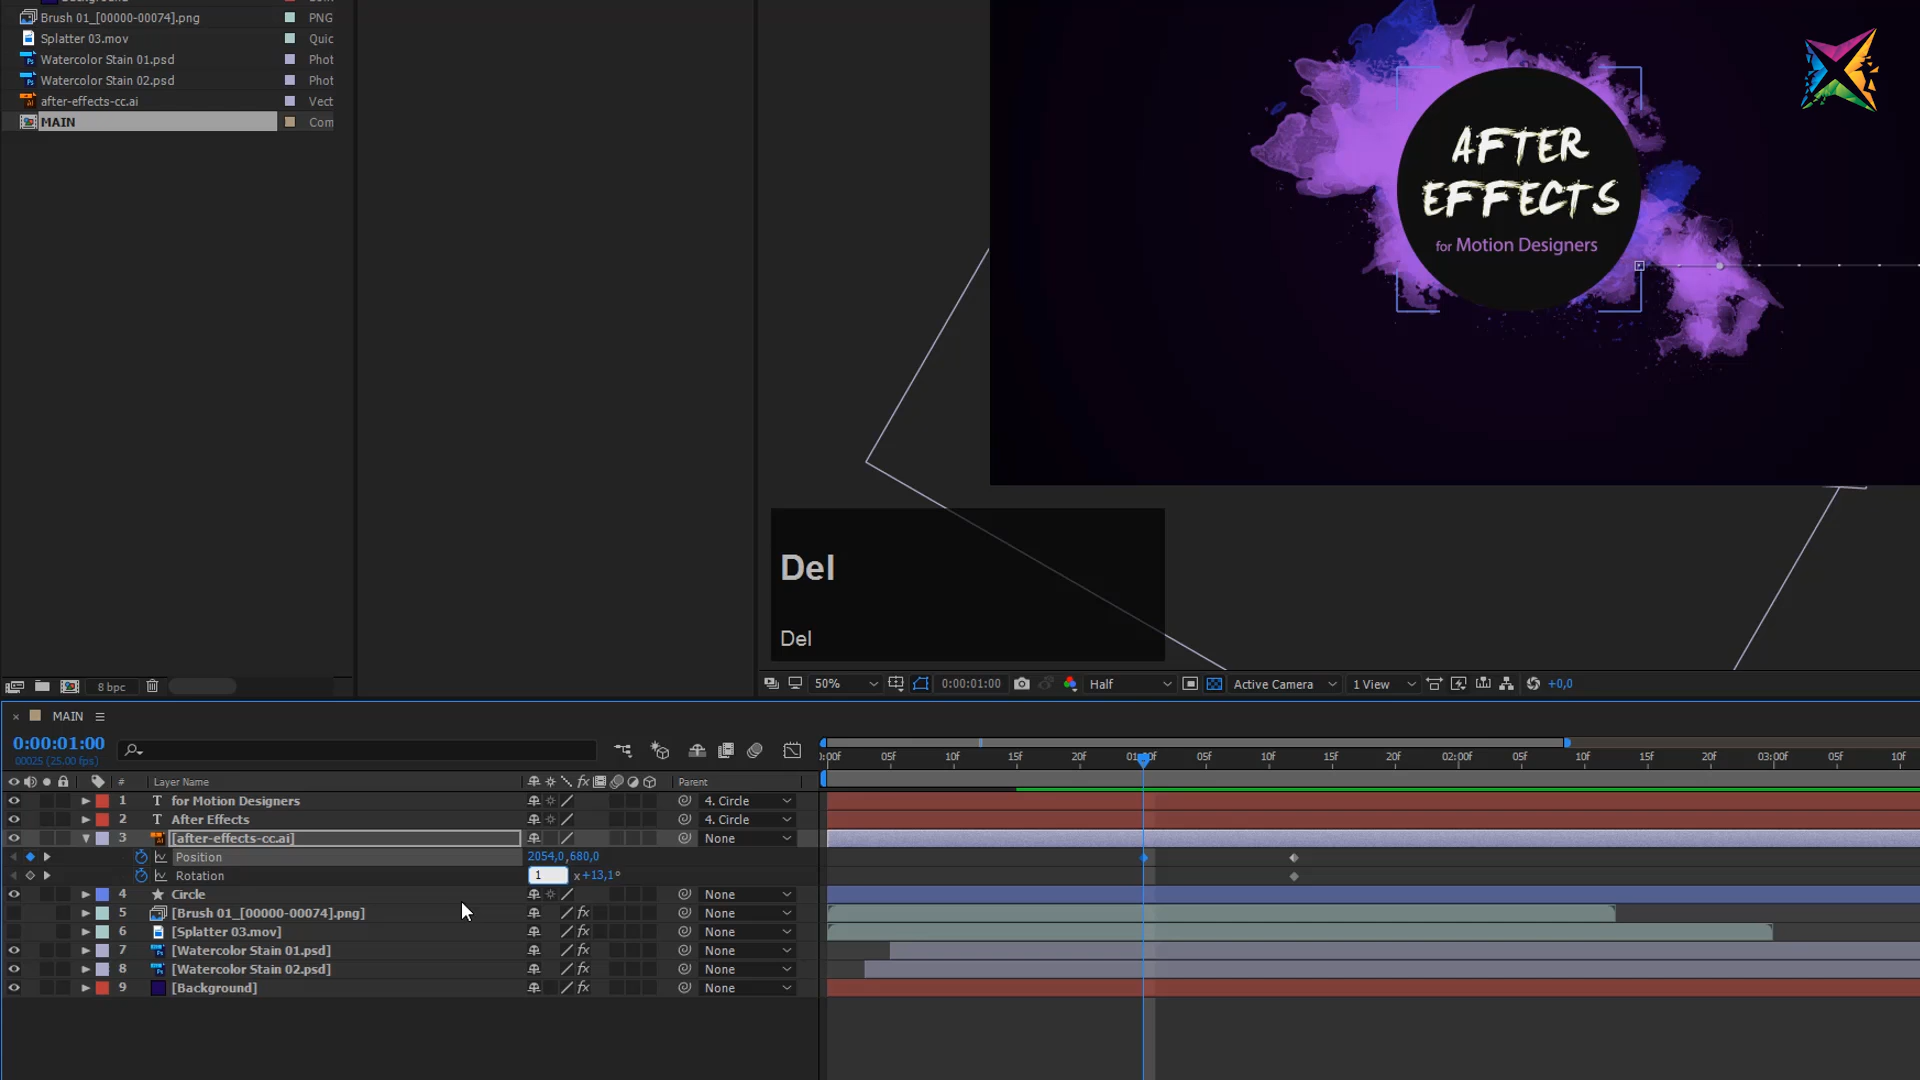 Brush 01_[00000-00074].png PNG
Splatter 03.mov Quic
Watercolor Stain 01.psd Phot
Watercolor Stain 02.psd Phot
after-effects-cc.ai Vect
MAIN Com
AFTER
EFFECTS
for Motion Designers
Del
Del
8 bpc
50% 0:00:01:00 Half Active Camera 1 View +0,0
MAIN
0:00:01:00
00025 (25.00 fps)
:00f 05f 10f 15f 20f 01:00f 05f 10f 15f 20f 02:00f 05f 10f 15f 20f 03:00f 05f 10f
# Layer Name fx Parent
1 T for Motion Designers 4. Circle
2 T After Effects 4. Circle
3 [after-effects-cc.ai] None
Position 2054,0,680,0
Rotation 1 x+13,1°
4 Circle None
5 [Brush 01_[00000-00074].png] fx None
6 [Splatter 03.mov] fx None
7 [Watercolor Stain 01.psd] fx None
8 [Watercolor Stain 02.psd] fx None
9 [Background] fx None